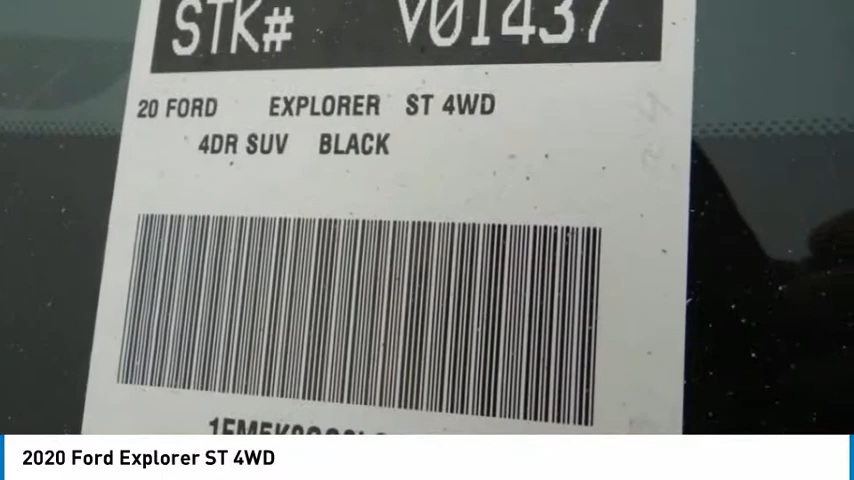 STK# V01437
20 FORD EXPLORER ST 4WD
4DR SUV BLACK
2020 Ford Explorer ST 4WD